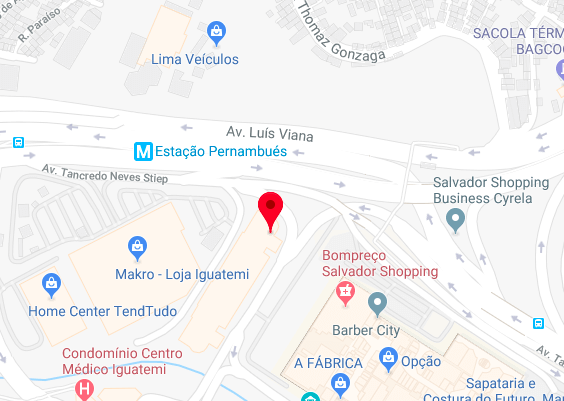 R. Paraíso
Lima Veículos
Thomaz Gonzaga
SACOLA TÉRM
BAGCO
Av. Luís Viana
M Estação Pernambués
Av. Tancredo Neves Stiep
Salvador Shopping
Business Cyrela
Makro - Loja Iguatemi
Bompreço
Salvador Shopping
Home Center TendTudo
Barber City
Condomínio Centro
Médico Iguatemi
H
A FÁBRICA
Opção
Av. Ta
Sapataria e
Costura do Futuro, Mar